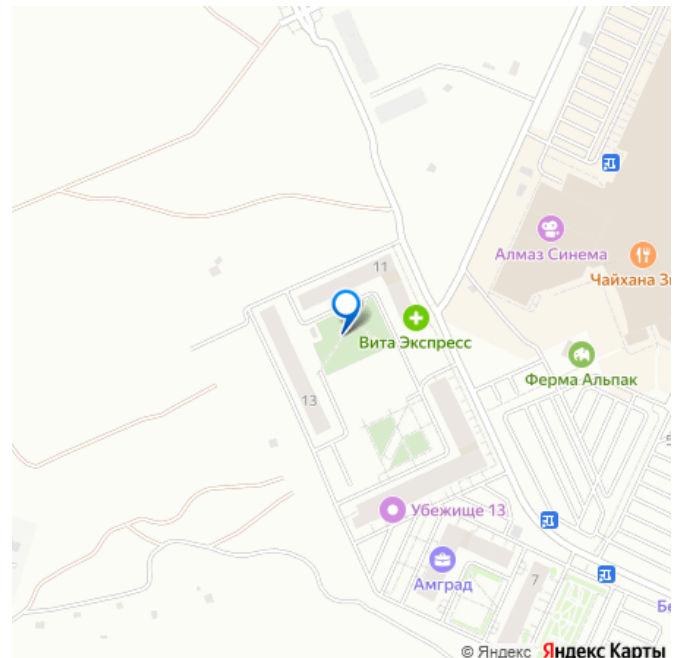 Алмаз Синема
Чайхана
11
Вита Экспресс
Ферма Альпак
13
Убежище 13
Амград
7
© Яндекс Яндекс Карты